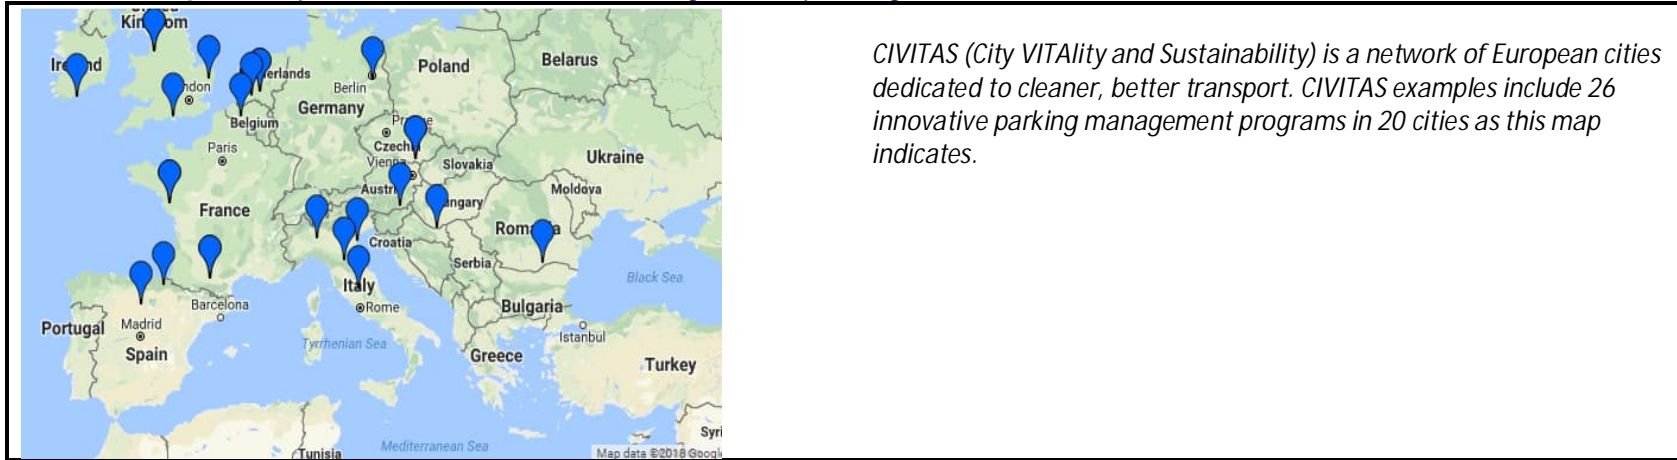 Poland
Belarus
Berlin
Germany
Belgium
Paris
Slovakia
Ukraine
Moldova
France
Croatia
Serbia
Black Sea
Italy
Barcelona
Rome
Bulgaria
Portugal
Madrid
Istanbul
Spain
Tyrrhenian Sea
Greece
Turkey
Mediterranean Sea
Tunisia
Map data ©2018 Google
CIVITAS (City VITAlity and Sustainability) is a network of European cities
dedicated to cleaner, better transport. CIVITAS examples include 26
innovative parking management programs in 20 cities as this map
indicates.